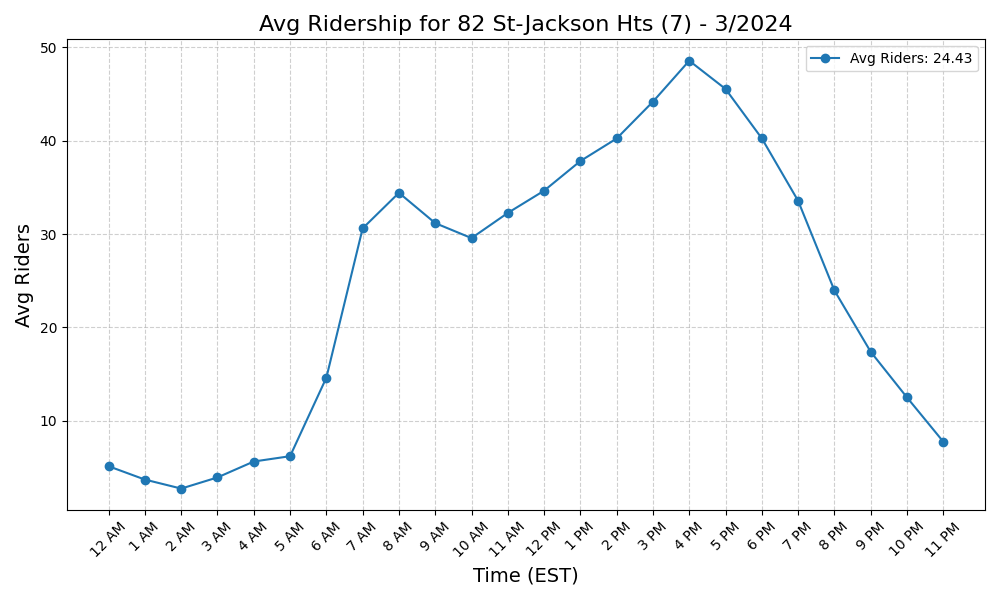 Avg Ridership for 82 St-Jackson Hts (7) - 3/2024
Avg Riders: 24.43
50
40
30
20
10
Avg Riders
12 AM
1 AM
2 AM
3 AM
4 AM
5 AM
6 AM
7 AM
8 AM
9 AM
10 AM
11 AM
12 PM
1 PM
2 PM
3 PM
4 PM
5 PM
6 PM
7 PM
8 PM
9 PM
10 PM
11 PM
Time (EST)